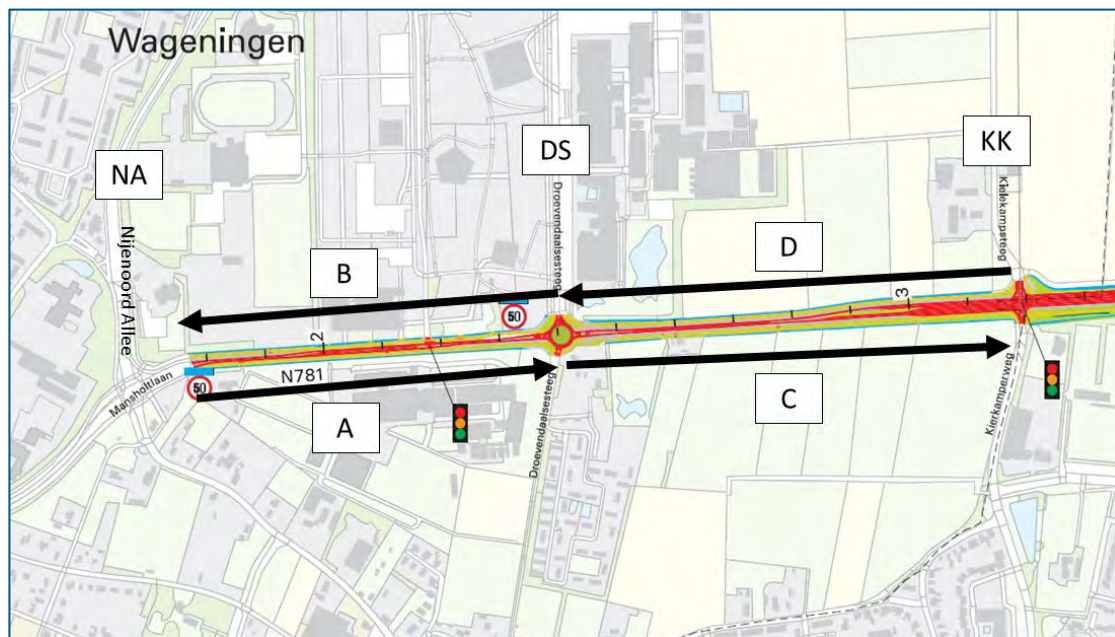 Wageningen
NA
DS
KK
Nijenoord Allee
Droevendaalsesteeg
Kielekampsteeg
B
D
50
3
2
50
Mansholtlaan
N781
A
C
Droevendaalsesteeg
Kierkamperweg